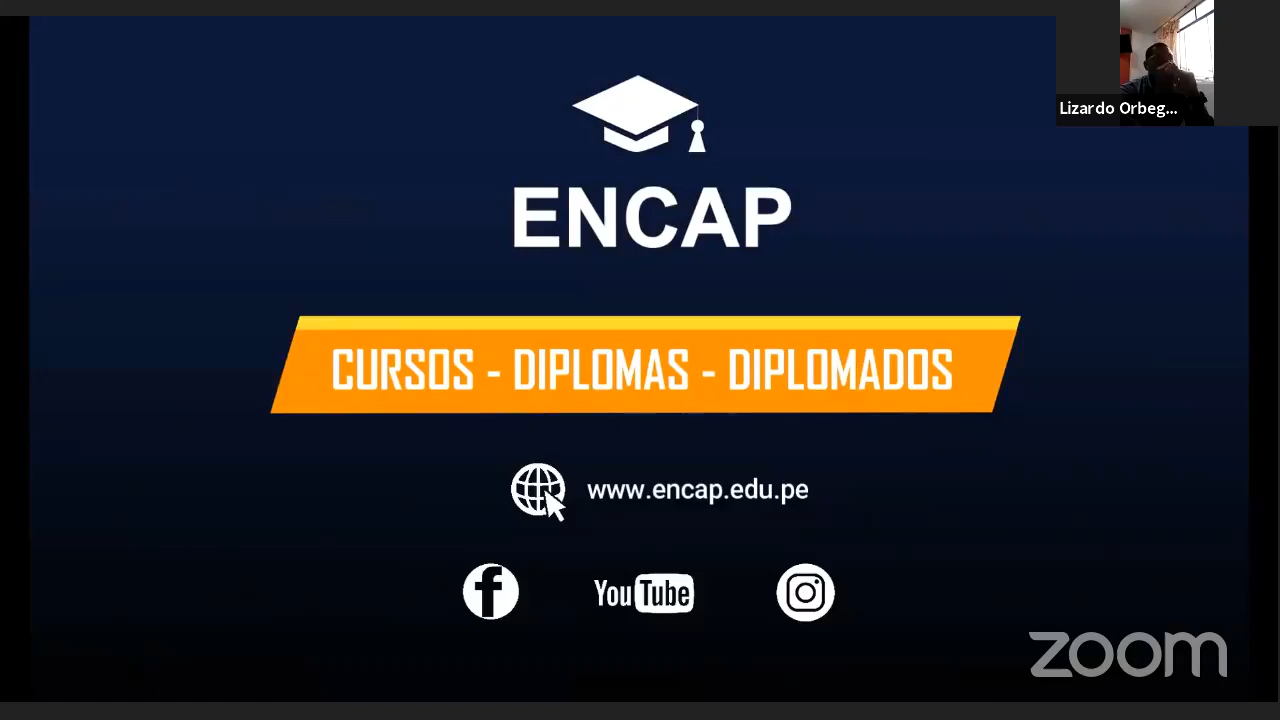 Lizardo Orbeg...
ENCAP
CURSOS - DIPLOMAS - DIPLOMADOS
www.encap.edu.pe
f
YouTube
zoom